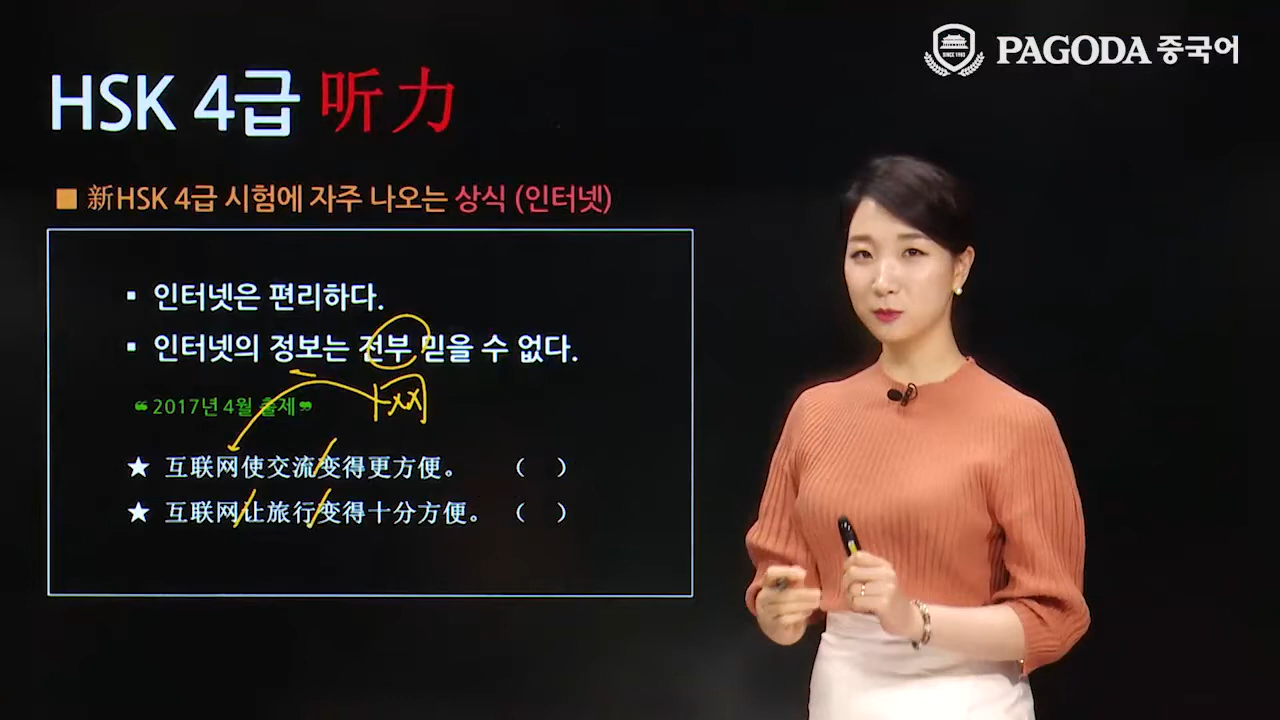 SINCE 1983
PAGODA 중국어
HSK 4급 听力
■ 新HSK 4급 시험에 자주 나오는 상식 (인터넷)
▪ 인터넷은 편리하다.
▪ 인터넷의 정보는 전부 믿을 수 없다.
网
❝ 2017년 4월 출제 ❞
★ 互联网使交流变得更方便。 ( )
★ 互联网让旅行变得十分方便。 ( )